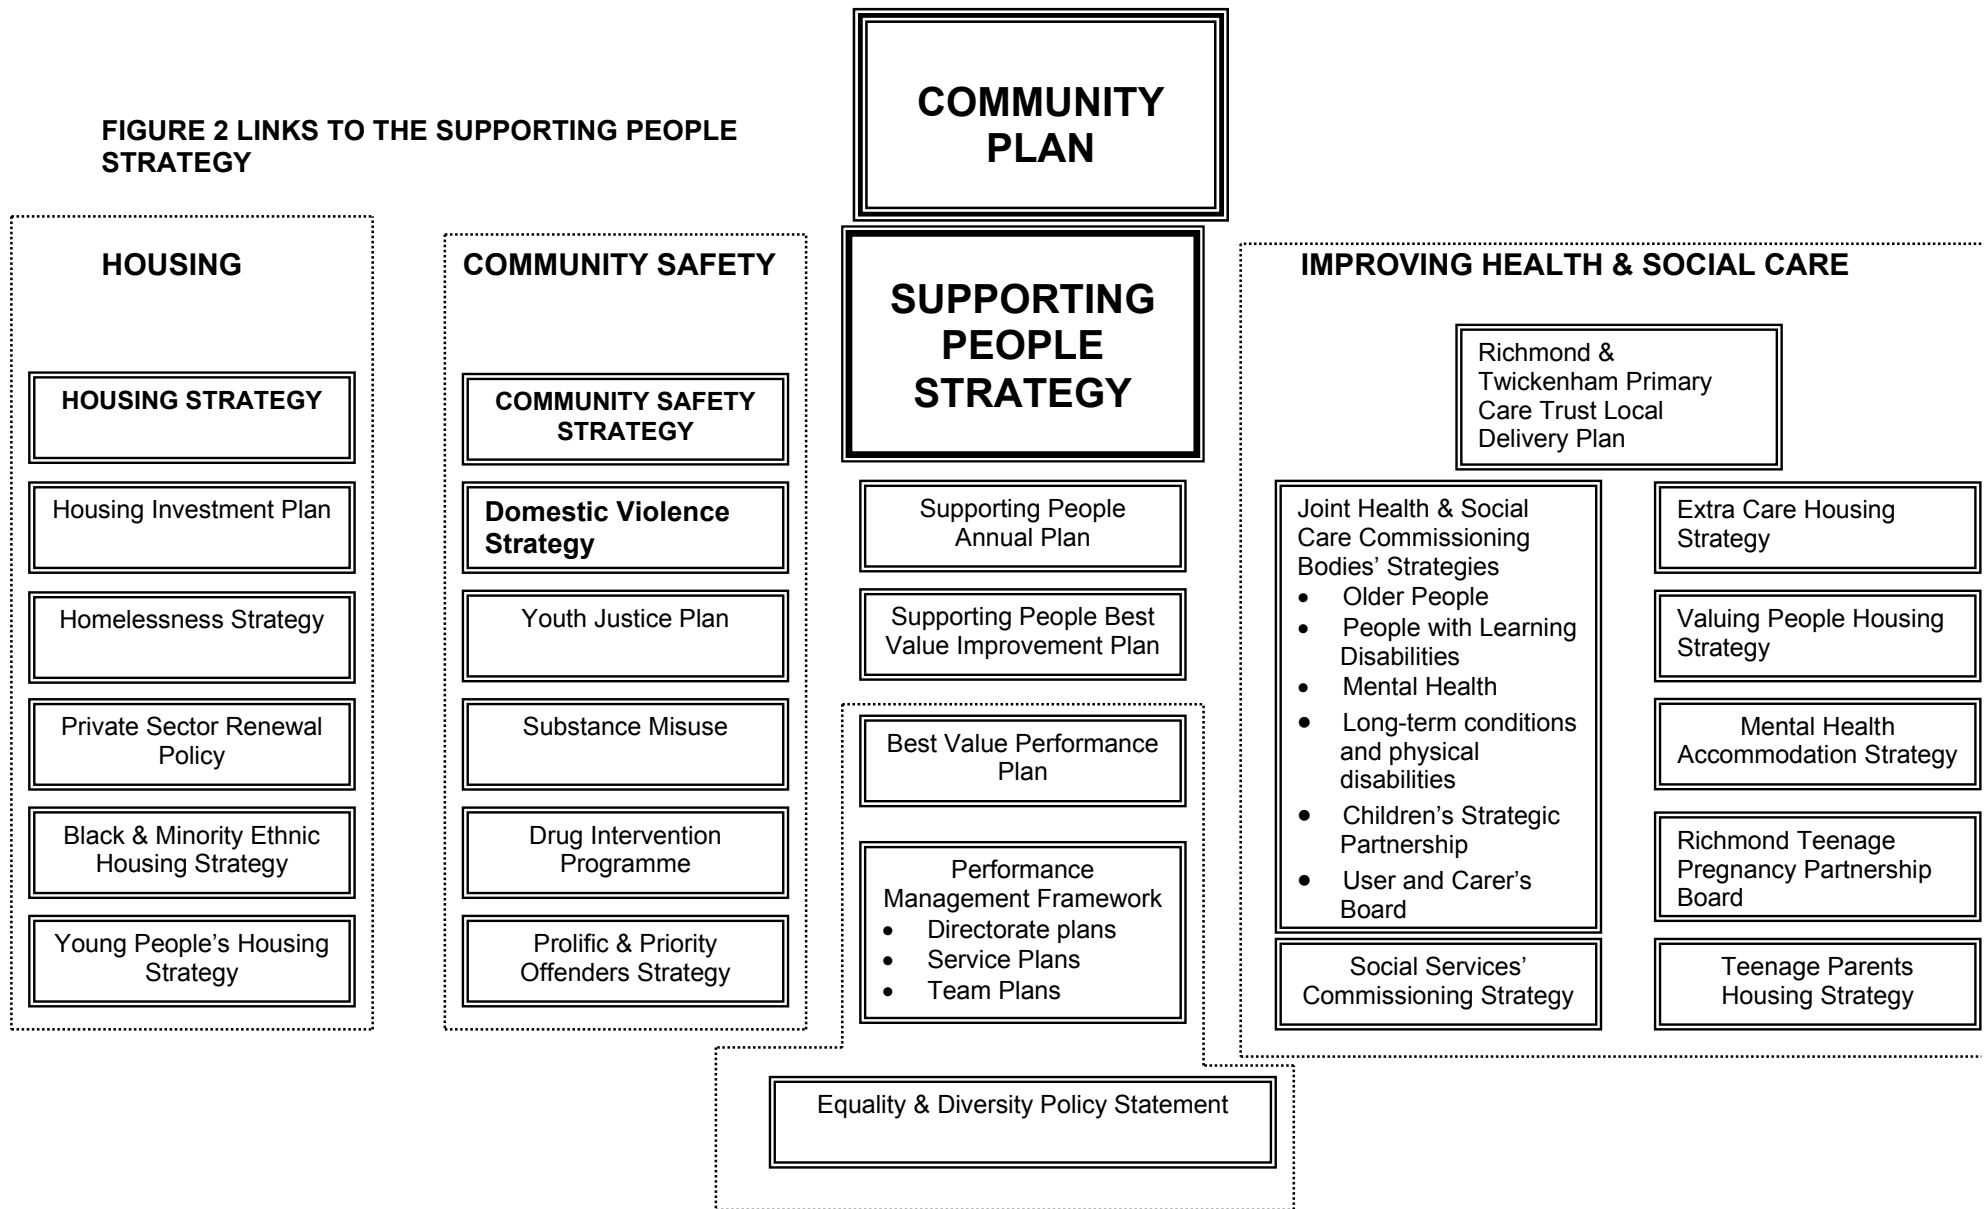 FIGURE 2 LINKS TO THE SUPPORTING PEOPLE
STRATEGY
COMMUNITY
PLAN
HOUSING
HOUSING STRATEGY
Housing Investment Plan
Homelessness Strategy
Private Sector Renewal
Policy
Black & Minority Ethnic
Housing Strategy
Young People’s Housing
Strategy
COMMUNITY SAFETY
COMMUNITY SAFETY
STRATEGY
Domestic Violence
Strategy
Youth Justice Plan
Substance Misuse
Drug Intervention
Programme
Prolific & Priority
Offenders Strategy
SUPPORTING
PEOPLE
STRATEGY
Supporting People
Annual Plan
Supporting People Best
Value Improvement Plan
Best Value Performance
Plan
Performance
Management Framework
• Directorate plans
• Service Plans
• Team Plans
Equality & Diversity Policy Statement
IMPROVING HEALTH & SOCIAL CARE
Richmond &
Twickenham Primary
Care Trust Local
Delivery Plan
Joint Health & Social
Care Commissioning
Bodies’ Strategies
• Older People
• People with Learning
Disabilities
• Mental Health
• Long-term conditions
and physical
disabilities
• Children’s Strategic
Partnership
• User and Carer’s
Board
Social Services’
Commissioning Strategy
Extra Care Housing
Strategy
Valuing People Housing
Strategy
Mental Health
Accommodation Strategy
Richmond Teenage
Pregnancy Partnership
Board
Teenage Parents
Housing Strategy